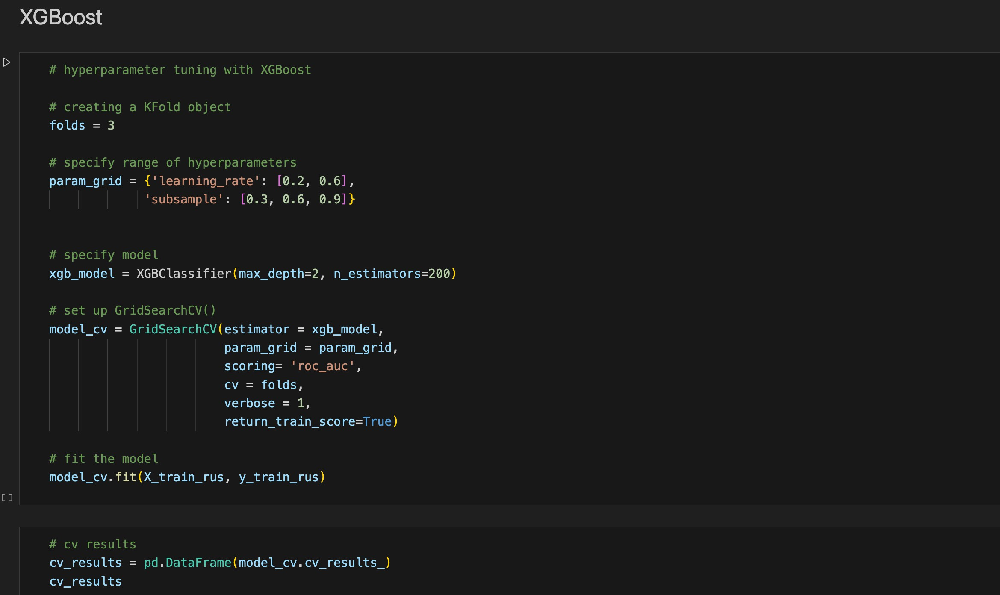 XGBoost
# hyperparameter tuning with XGBoost
# creating a KFold object
folds = 3
# specify range of hyperparameters
param_grid = {'learning_rate': [0.2, 0.6],
'subsample': [0.3, 0.6, 0.9]}
# specify model
xgb_model = XGBClassifier(max_depth=2, n_estimators=200)
# set up GridSearchCV()
model_cv = GridSearchCV(estimator = xgb_model,
param_grid = param_grid,
scoring= 'roc_auc',
cv = folds,
verbose = 1,
return_train_score=True)
# fit the model
model_cv.fit(X_train_rus, y_train_rus)
[ ]
# cv results
cv_results = pd.DataFrame(model_cv.cv_results_)
cv_results